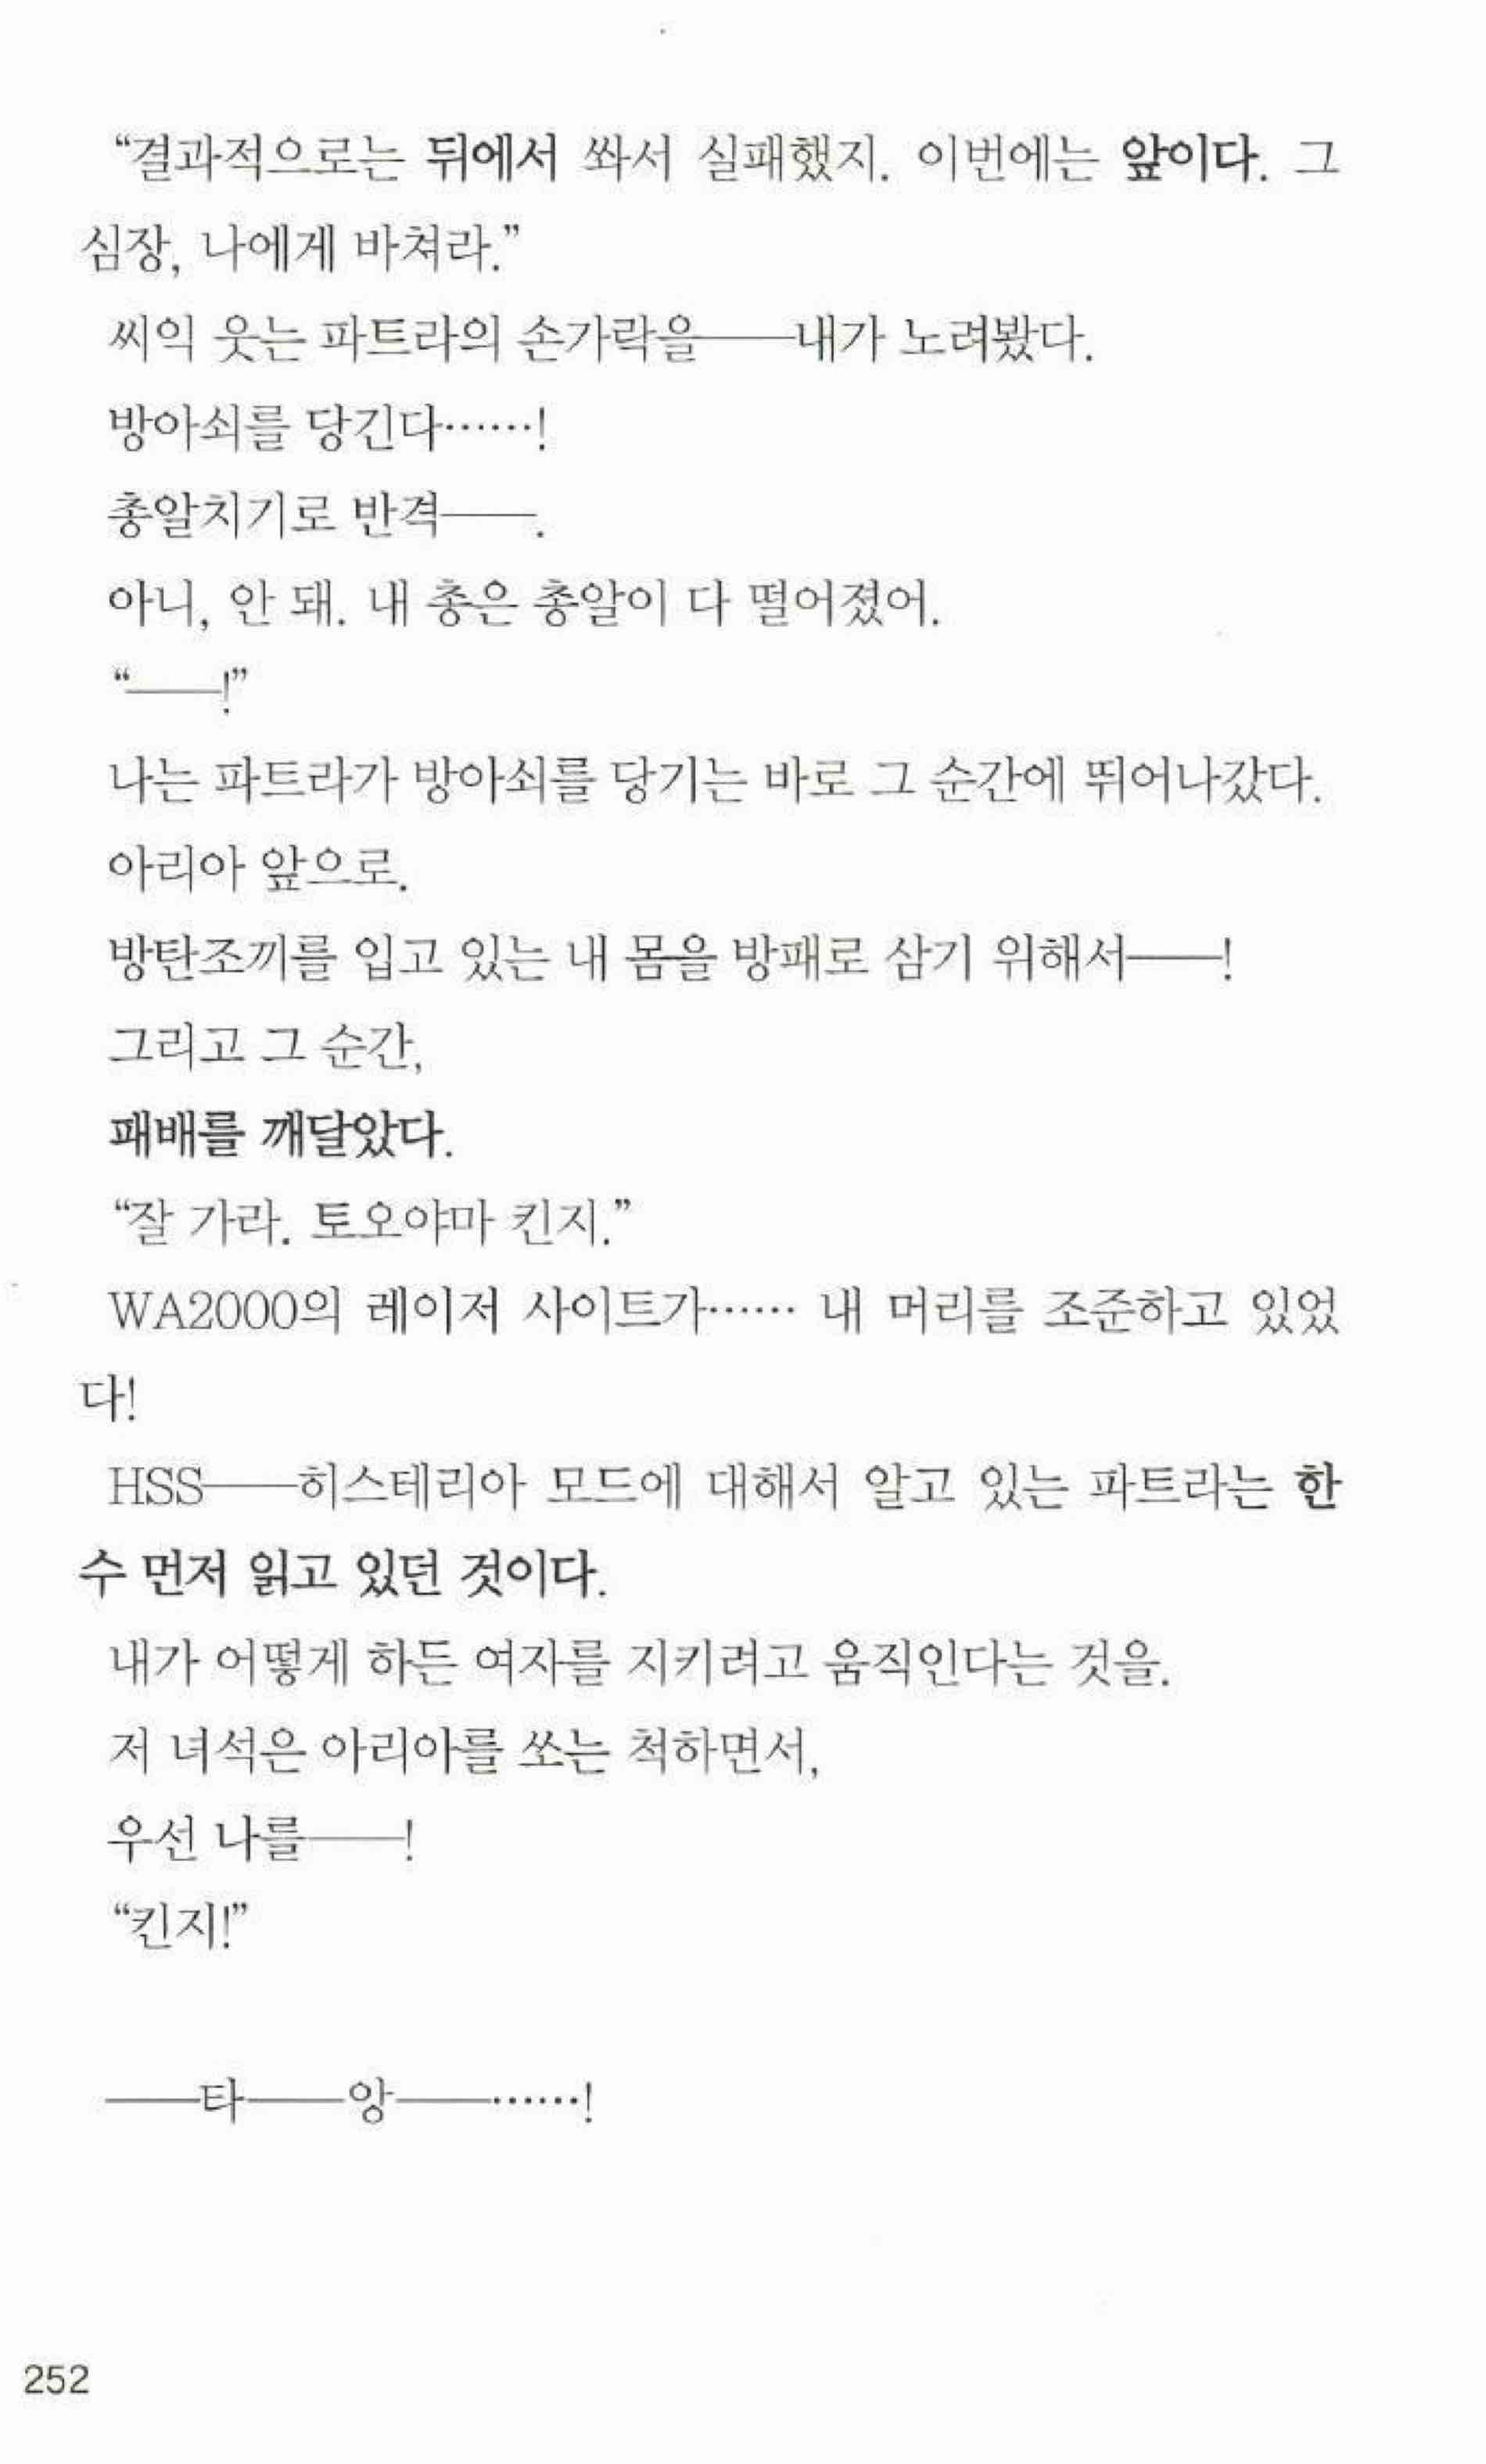 “결과적으로는 뒤에서 쏴서 실패했지. 이번에는 앞이다. 그
심장, 나에게 바쳐라.”
씨익 웃는 파트라의 손가락을――내가 노려봤다.
방아쇠를 당긴다……!
총알치기로 반격――.
아니, 안 돼. 내 총은 총알이 다 떨어졌어.
“――!”
나는 파트라가 방아쇠를 당기는 바로 그 순간에 뛰어나갔다.
아리아 앞으로.
방탄조끼를 입고 있는 내 몸을 방패로 삼기 위해서――!
그리고 그 순간,
패배를 깨달았다.
“잘 가라. 토오야마 킨지.”
WA2000의 레이저 사이트가…… 내 머리를 조준하고 있었
다!
HSS――히스테리아 모드에 대해서 알고 있는 파트라는 한
수 먼저 읽고 있던 것이다.
내가 어떻게 하든 여자를 지키려고 움직인다는 것을.
저 녀석은 아리아를 쏘는 척하면서,
우선 나를――!
“킨지!”
――타――앙――……!
252